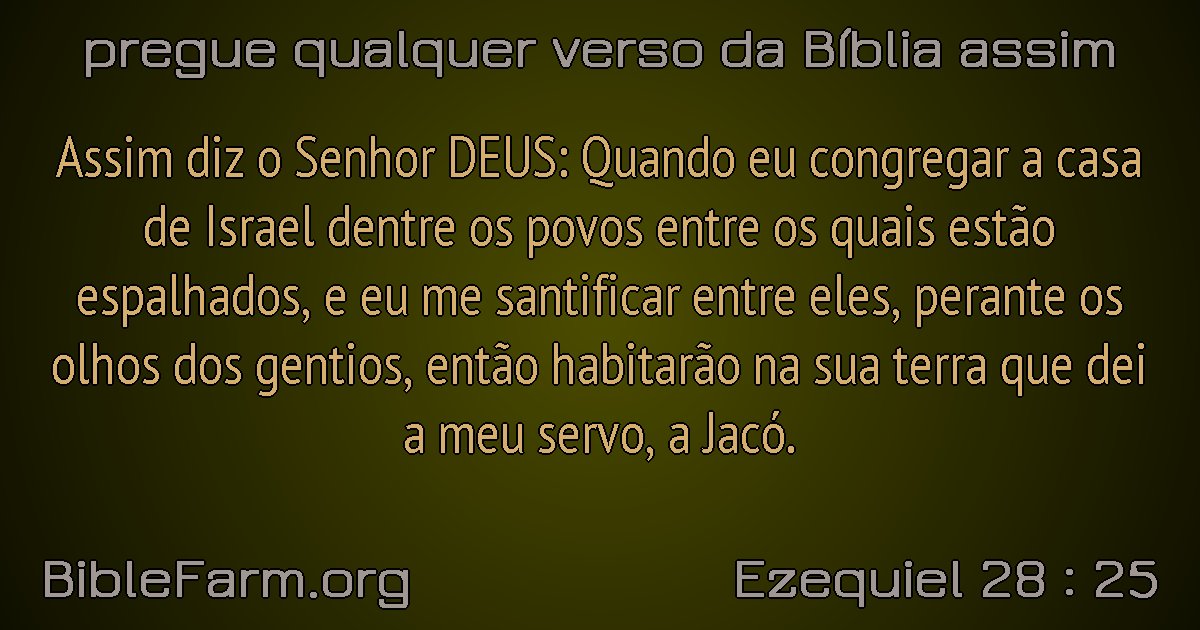 pregue qualquer verso da Bíblia assim
Assim diz o Senhor DEUS: Quando eu congregar a casa
de Israel dentre os povos entre os quais estão
espalhados, e eu me santificar entre eles, perante os
olhos dos gentios, então habitarão na sua terra que dei
a meu servo, a Jacó.
BibleFarm.org
Ezequiel 28 : 25